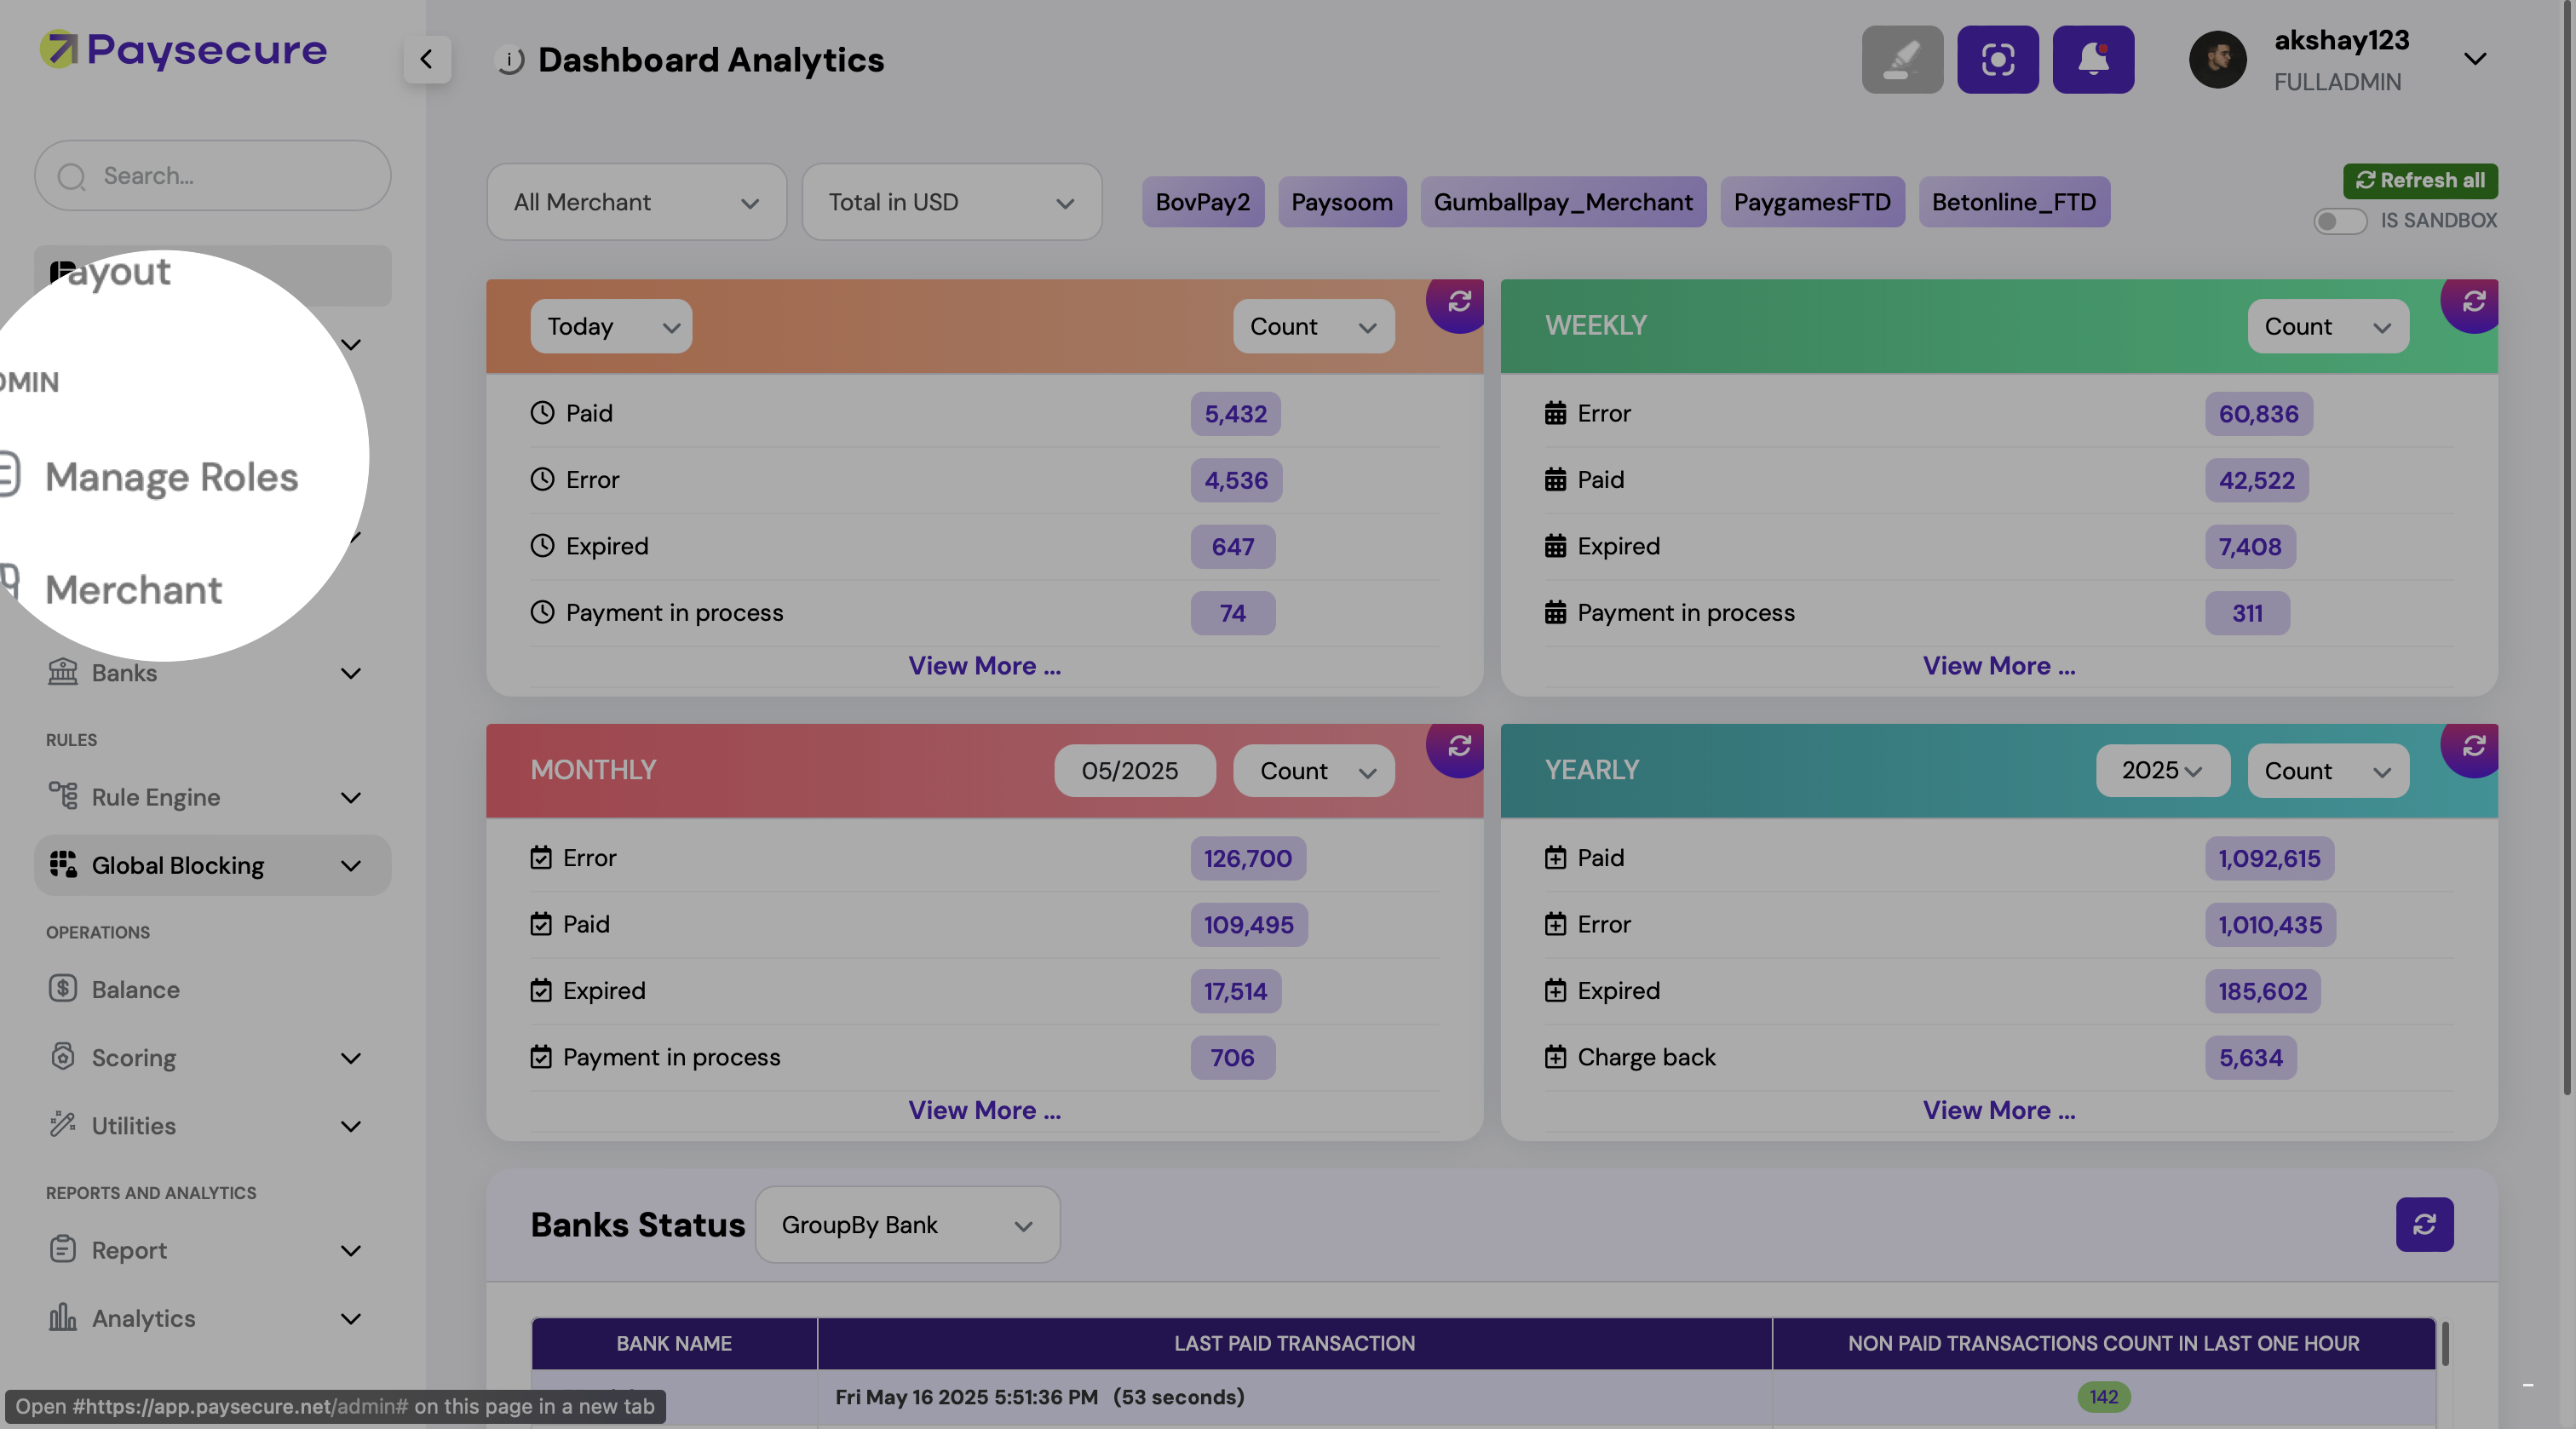 Paysecure
Dashboard Analytics
akshay123
FULLADMIN
Search...
All Merchant
Total in USD
BovPay2
Paysoom
Gumballpay_Merchant
PaygamesFTD
Betonline_FTD
Refresh all
IS SANDBOX
ayout
DMIN
Manage Roles
Merchant
Banks
RULES
Rule Engine
Global Blocking
OPERATIONS
Balance
Scoring
Utilities
REPORTS AND ANALYTICS
Report
Analytics
Today
Count
Paid 5,432
Error 4,536
Expired 647
Payment in process 74
View More ...
WEEKLY
Count
Error 60,836
Paid 42,522
Expired 7,408
Payment in process 311
View More ...
MONTHLY
05/2025
Count
Error 126,700
Paid 109,495
Expired 17,514
Payment in process 706
View More ...
YEARLY
2025
Count
Paid 1,092,615
Error 1,010,435
Expired 185,602
Charge back 5,634
View More ...
Banks Status
GroupBy Bank
BANK NAME
LAST PAID TRANSACTION
NON PAID TRANSACTIONS COUNT IN LAST ONE HOUR
Fri May 16 2025 5:51:36 PM (53 seconds)
142
Open #https://app.paysecure.net/admin# on this page in a new tab